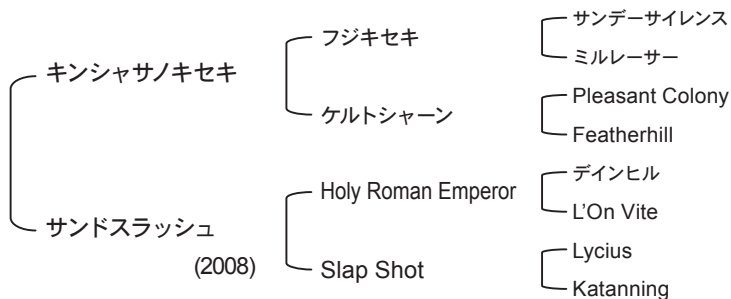 サンデーサイレンス
フジキセキ
ミルレーサー
キンシャサノキセキ
Pleasant Colony
ケルトシャーン
Featherhill
デインヒル
Holy Roman Emperor
L'On Vite
サンドスラッシュ
(2008)
Lycius
Slap Shot
Katanning